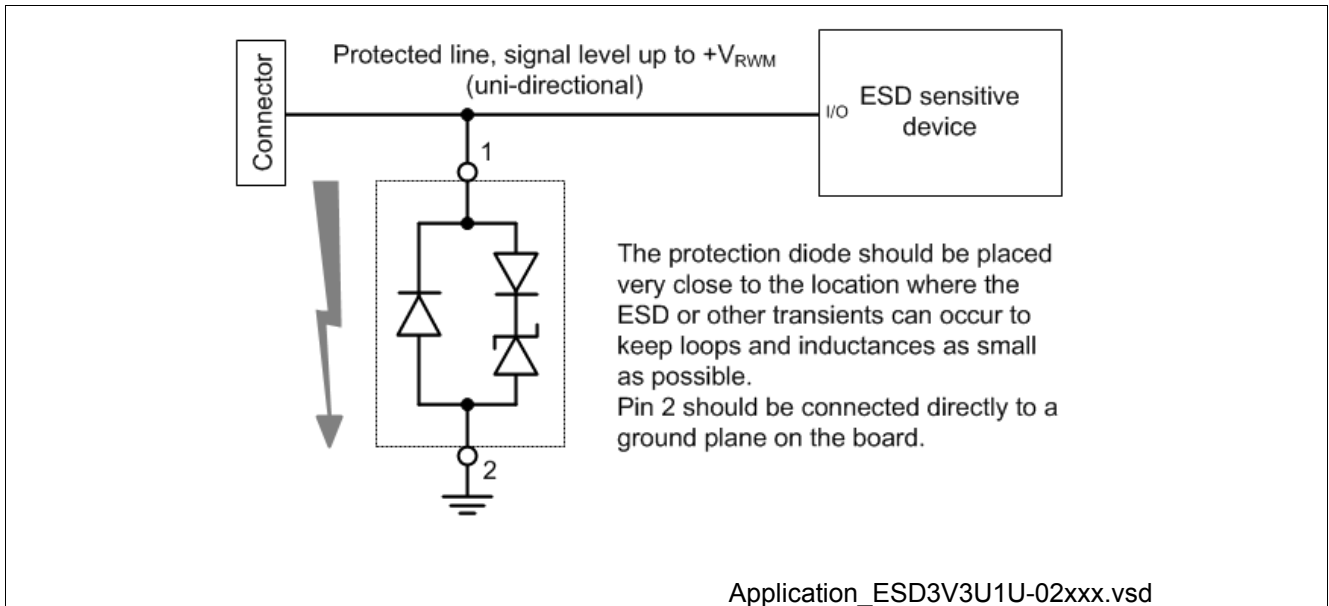 Connector
Protected line, signal level up to +VRWM
(uni-directional)
I/O
ESD sensitive
device
1
The protection diode should be placed
very close to the location where the
ESD or other transients can occur to
keep loops and inductances as small
as possible.
Pin 2 should be connected directly to a
ground plane on the board.
2
Application_ESD3V3U1U-02xxx.vsd